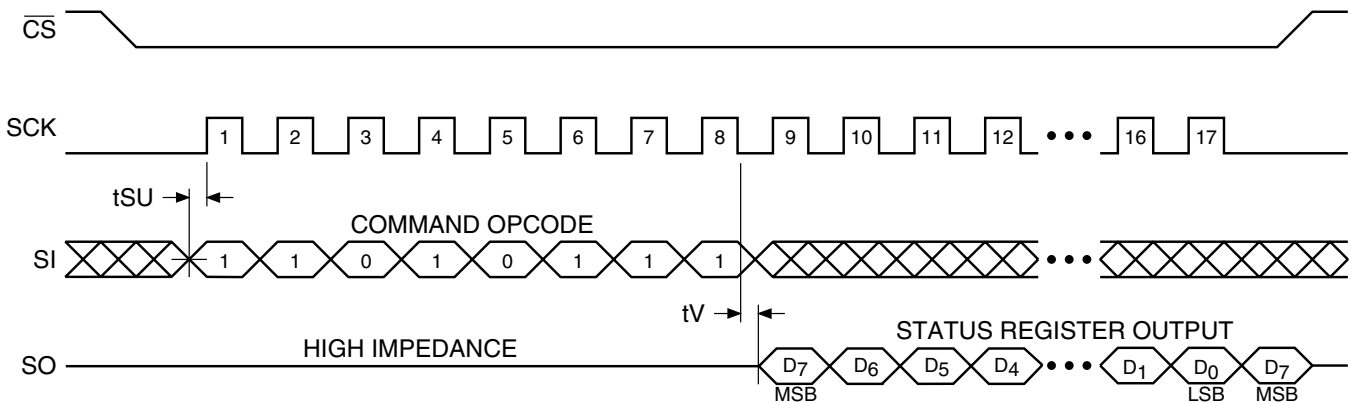 CS
SCK
1 2 3 4 5 6 7 8 9 10 11 12 ••• 16 17
tSU
COMMAND OPCODE
SI
1 1 0 1 0 1 1 1 •••
tV
STATUS REGISTER OUTPUT
HIGH IMPEDANCE
SO
D7 D6 D5 D4 ••• D1 D0 D7
MSB LSB MSB